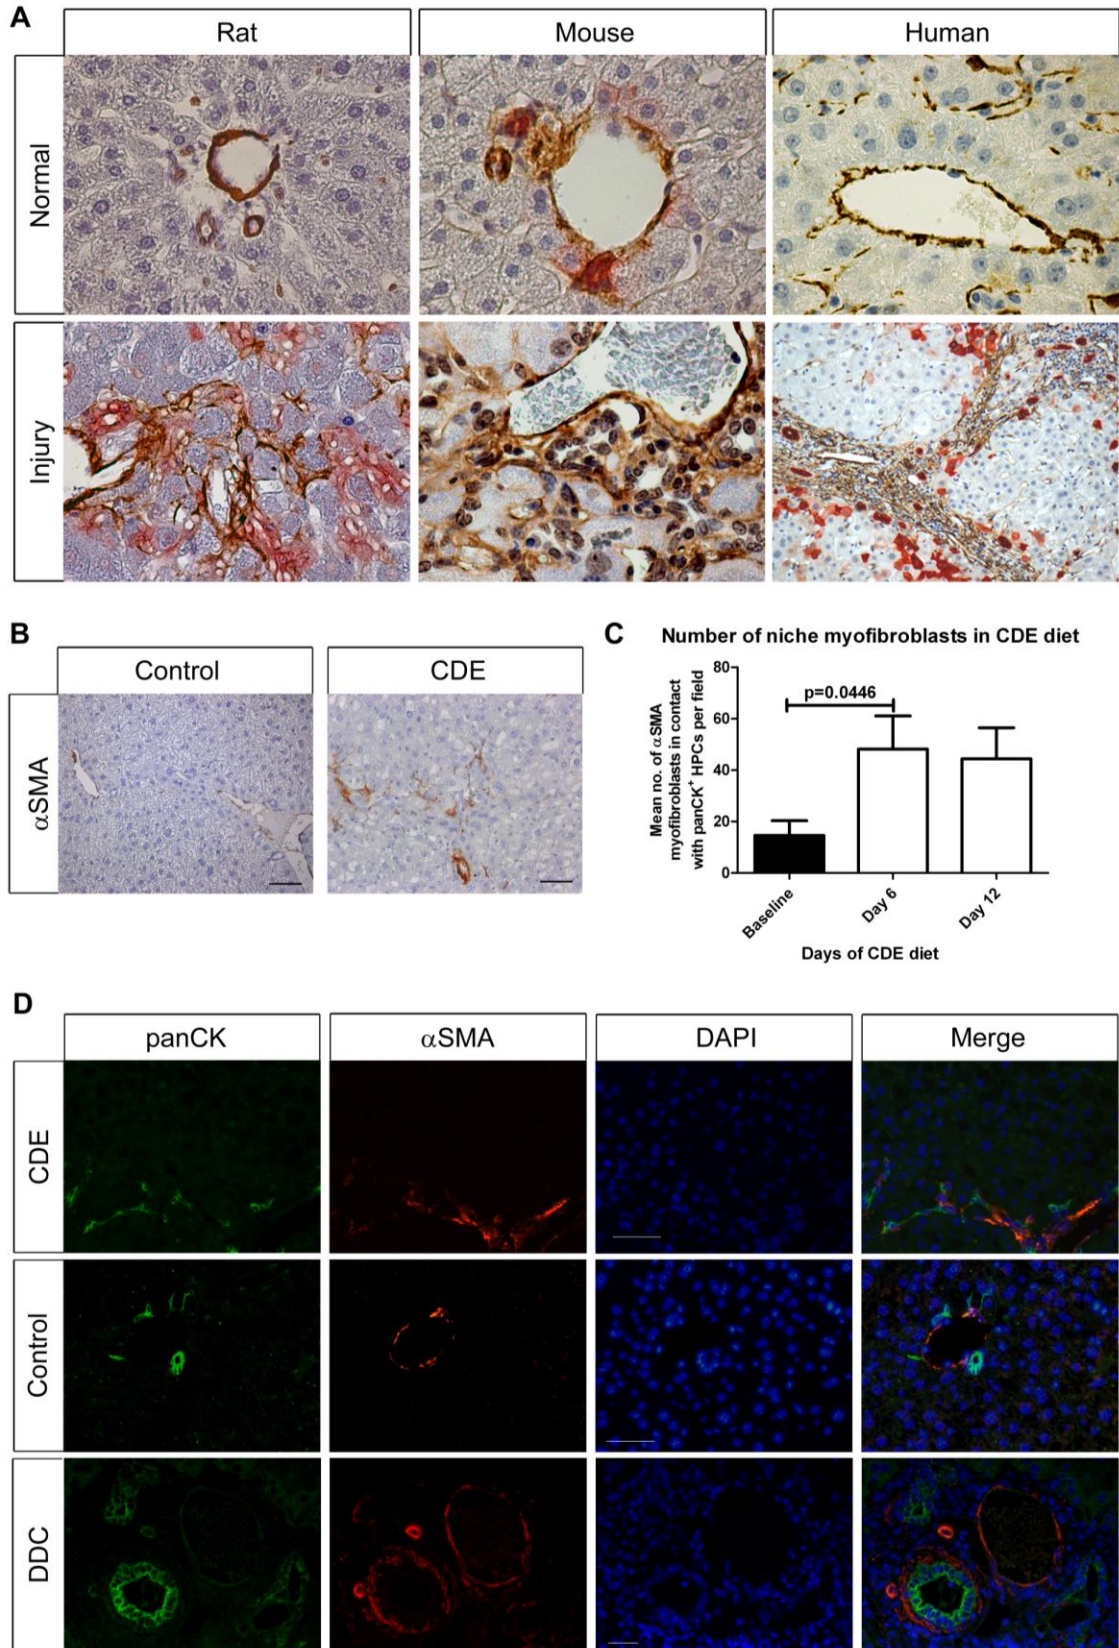 A
Rat Mouse Human
Normal
Injury
B
Control CDE
αSMA
C
Number of niche myofibroblasts in CDE diet
Mean no. of αSMA
myofibroblasts in contact
with panCK⁺ HPCs per field
80
60
40
20
0
p=0.0446
Baseline
Day 6
Day 12
Days of CDE diet
D
panCK αSMA DAPI Merge
CDE
Control
DDC